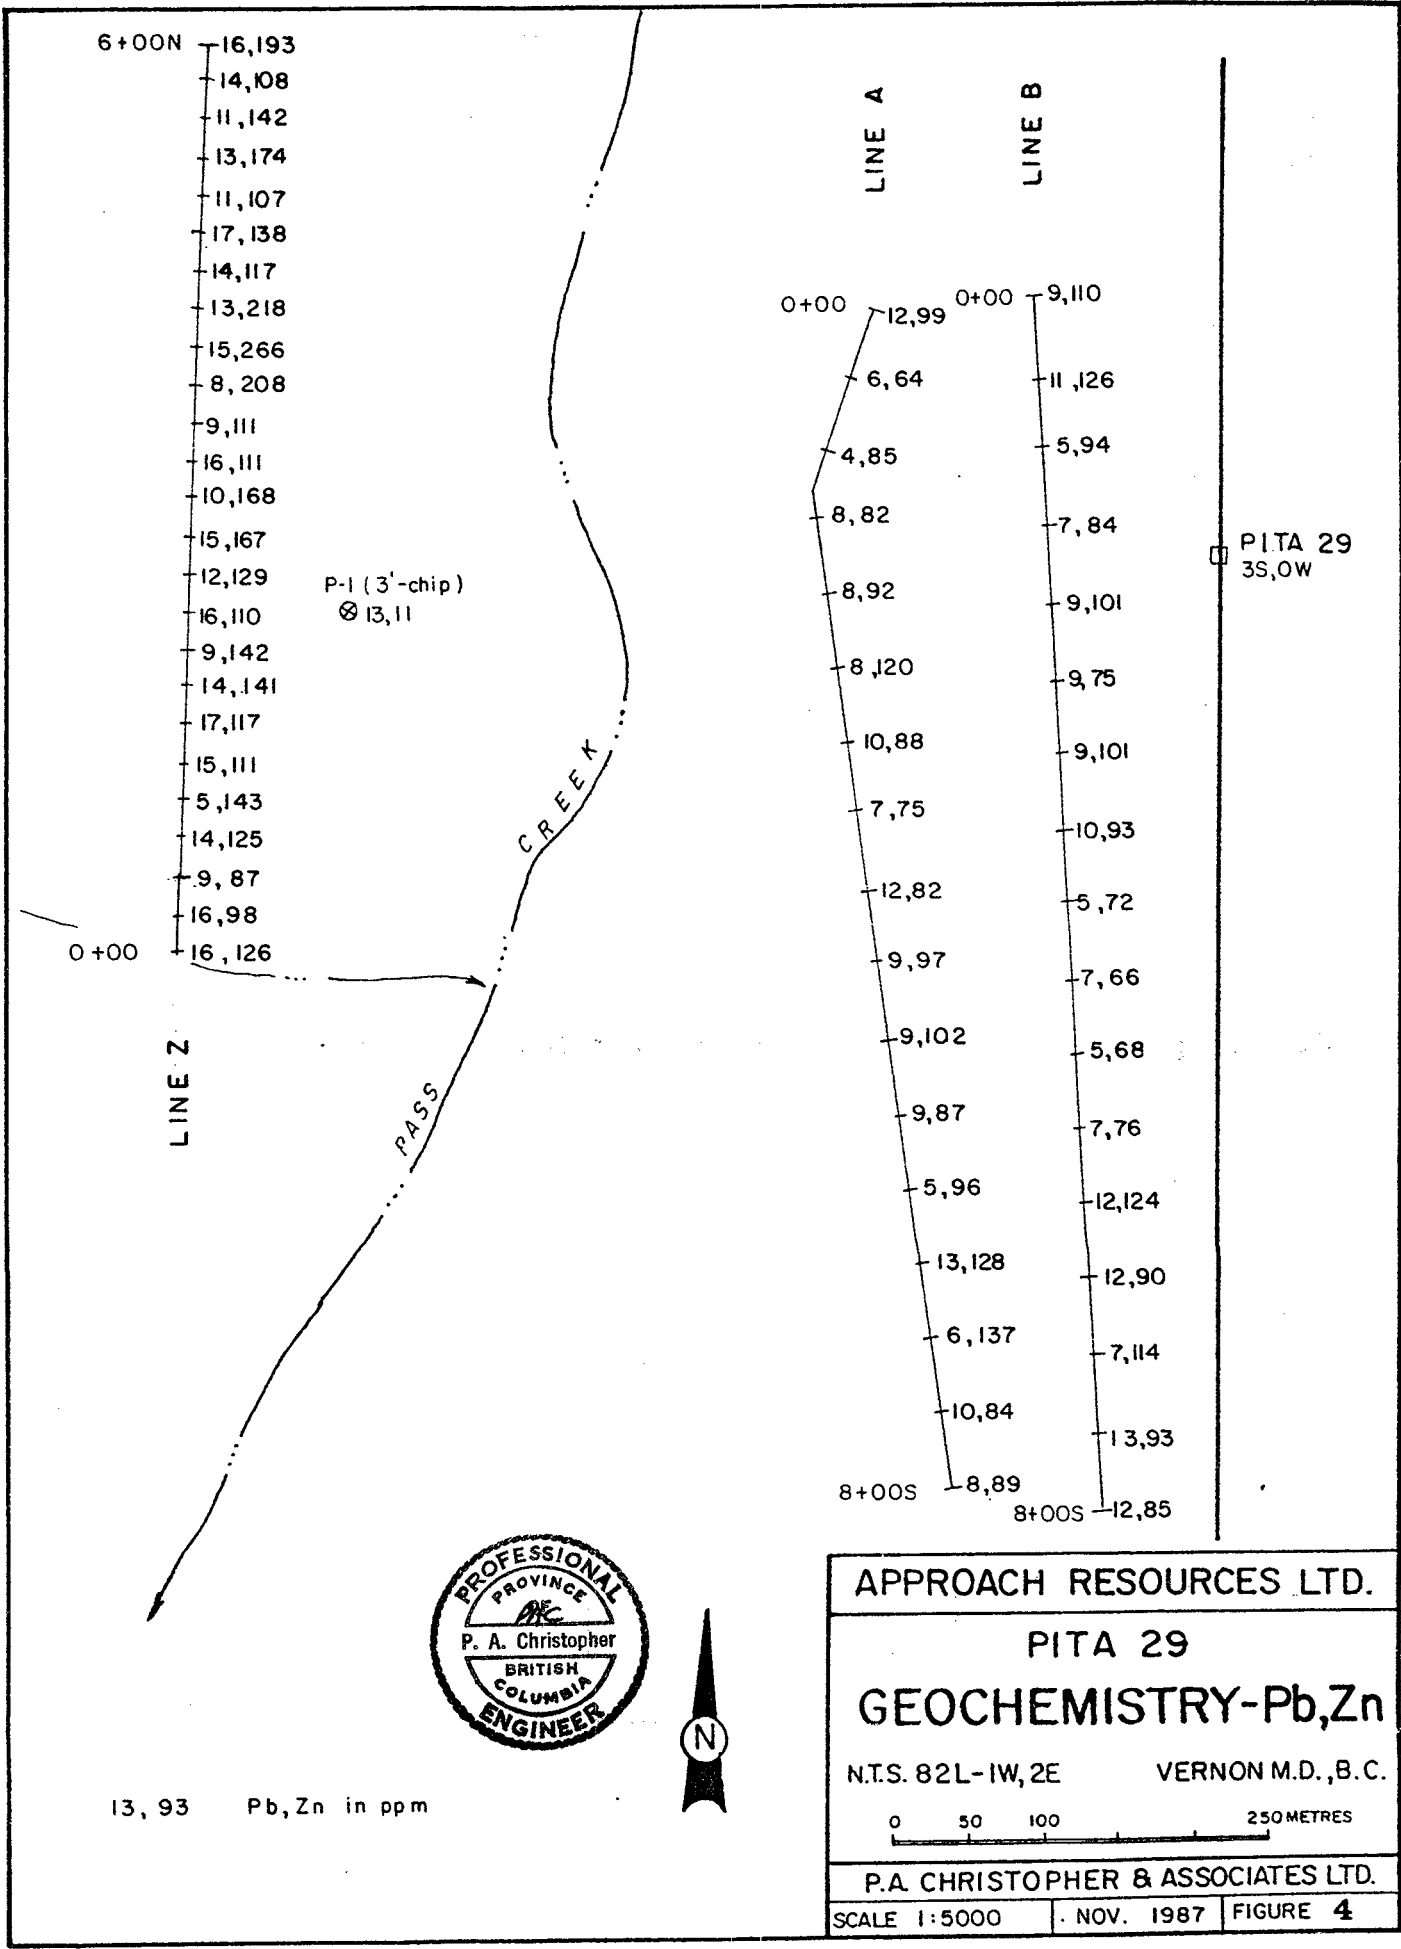 6+00N 16,193
14,108
11,142
13,174
11,107
17,138
14,117
13,218
15,266
8,208
9,111
16,111
10,168
15,167
12,129
16,110
9,142
14,141
17,117
15,111
5,143
14,125
9,87
16,98
0+00 16,126
LINE Z
P-1 (3'-chip)
13,11
PASS CREEK
LINE A
0+00 12,99
6,64
4,85
8,82
8,92
8,120
10,88
7,75
12,82
9,97
9,102
9,87
5,96
13,128
6,137
10,84
8+00S 8,89
LINE B
0+00 9,110
11,126
5,94
7,84
9,101
9,75
9,101
10,93
5,72
7,66
5,68
7,76
12,124
12,90
7,114
13,93
8+00S 12,85
PITA 29
3S,0W
PROFESSIONAL
PROVINCE
OF
P. A. Christopher
BRITISH
COLUMBIA
ENGINEER
N
13,93 Pb,Zn in ppm
APPROACH RESOURCES LTD.
PITA 29
GEOCHEMISTRY-Pb,Zn
N.T.S. 82L-1W,2E VERNON M.D.,B.C.
0 50 100 250 METRES
P.A. CHRISTOPHER & ASSOCIATES LTD.
SCALE 1:5000 NOV. 1987 FIGURE 4